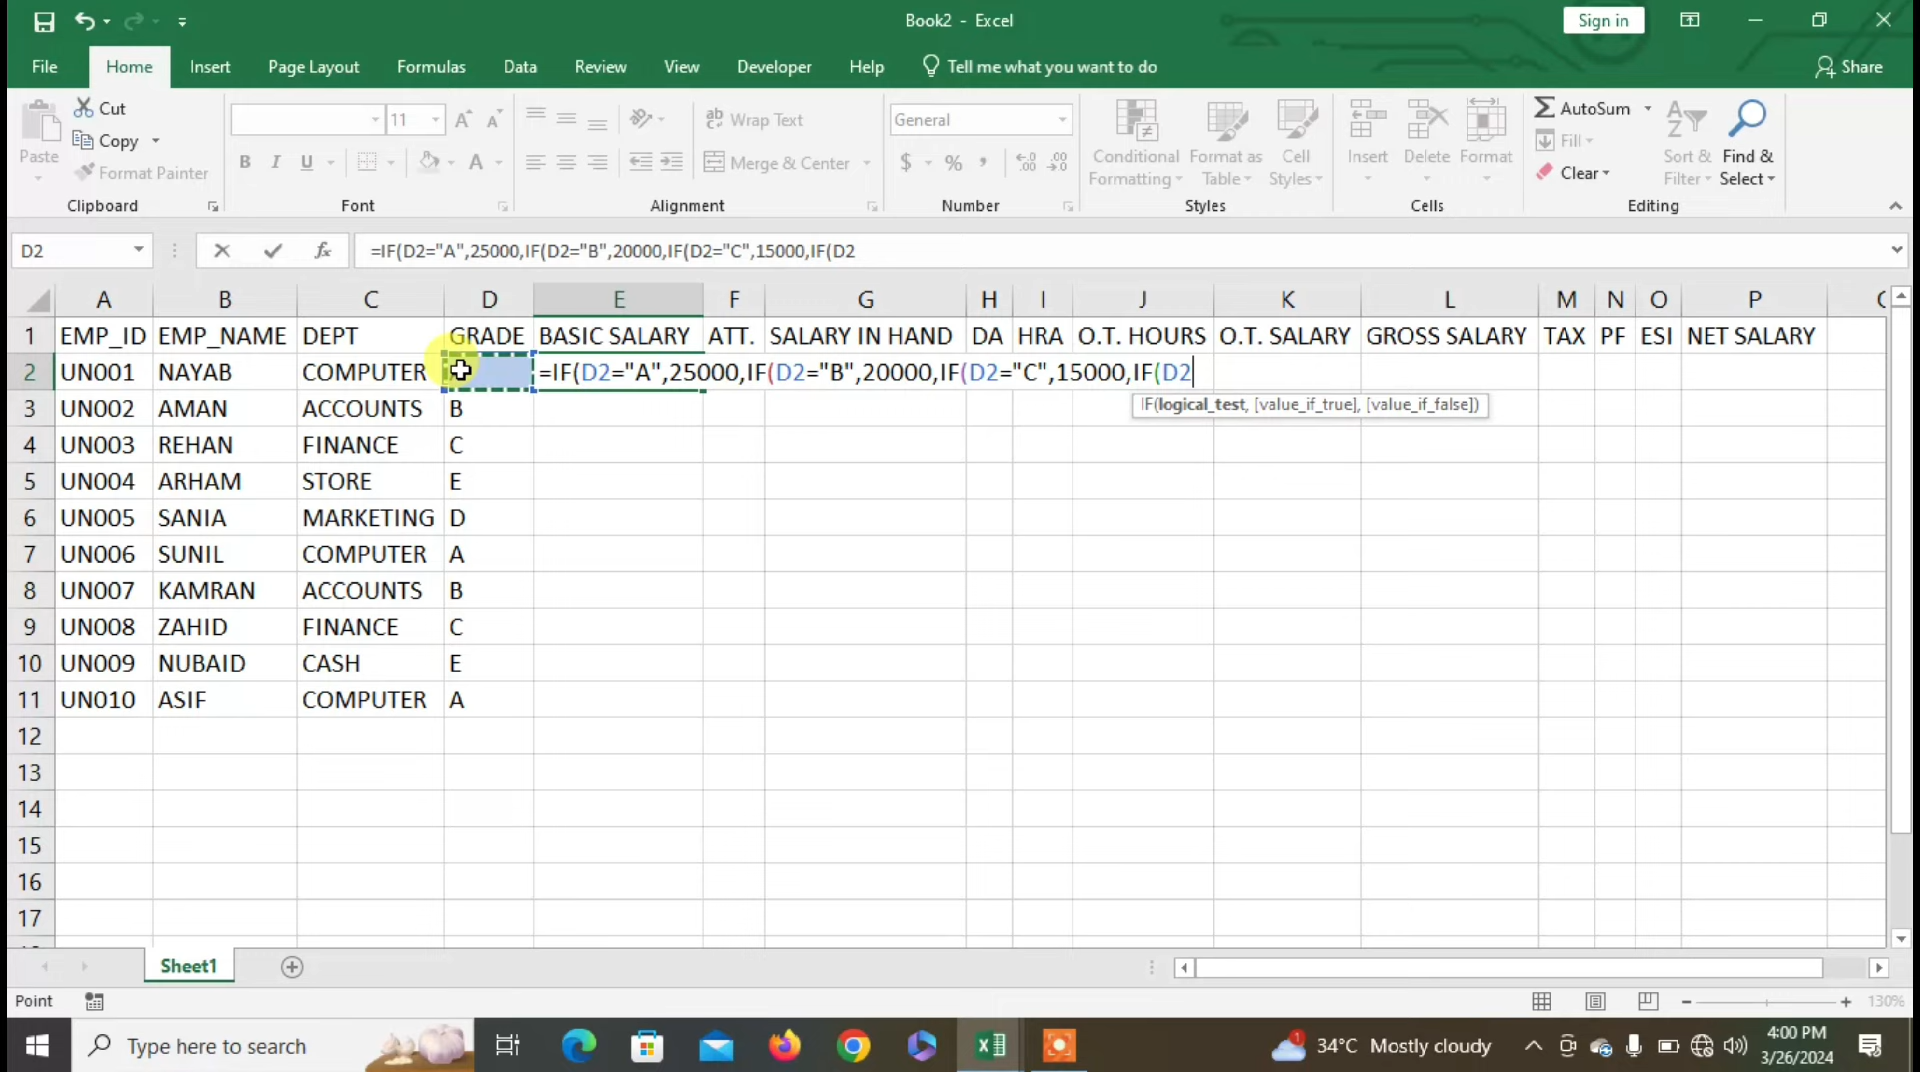 Book2 - Excel
Sign in
File Home Insert Page Layout Formulas Data Review View Developer Help Tell me what you want to do Share
Paste
Cut
Copy
Format Painter
Clipboard
11
B I U
Font
Wrap Text
Merge & Center
Alignment
General
$ % ,
Number
Conditional Formatting
Format as Table
Cell Styles
Styles
Insert Delete Format
Cells
AutoSum
Fill
Clear
Sort & Filter
Find & Select
Editing
D2 fx =IF(D2="A",25000,IF(D2="B",20000,IF(D2="C",15000,IF(D2
A B C D E F G H I J K L M N O P
1 EMP_ID EMP_NAME DEPT GRADE BASIC SALARY ATT. SALARY IN HAND DA HRA O.T. HOURS O.T. SALARY GROSS SALARY TAX PF ESI NET SALARY
2 UN001 NAYAB COMPUTER =IF(D2="A",25000,IF(D2="B",20000,IF(D2="C",15000,IF(D2
IF(logical_test, [value_if_true], [value_if_false])
3 UN002 AMAN ACCOUNTS B
4 UN003 REHAN FINANCE C
5 UN004 ARHAM STORE E
6 UN005 SANIA MARKETING D
7 UN006 SUNIL COMPUTER A
8 UN007 KAMRAN ACCOUNTS B
9 UN008 ZAHID FINANCE C
10 UN009 NUBAID CASH E
11 UN010 ASIF COMPUTER A
12
13
14
15
16
17
Sheet1
Point
130%
Type here to search
34°C Mostly cloudy
4:00 PM
3/26/2024